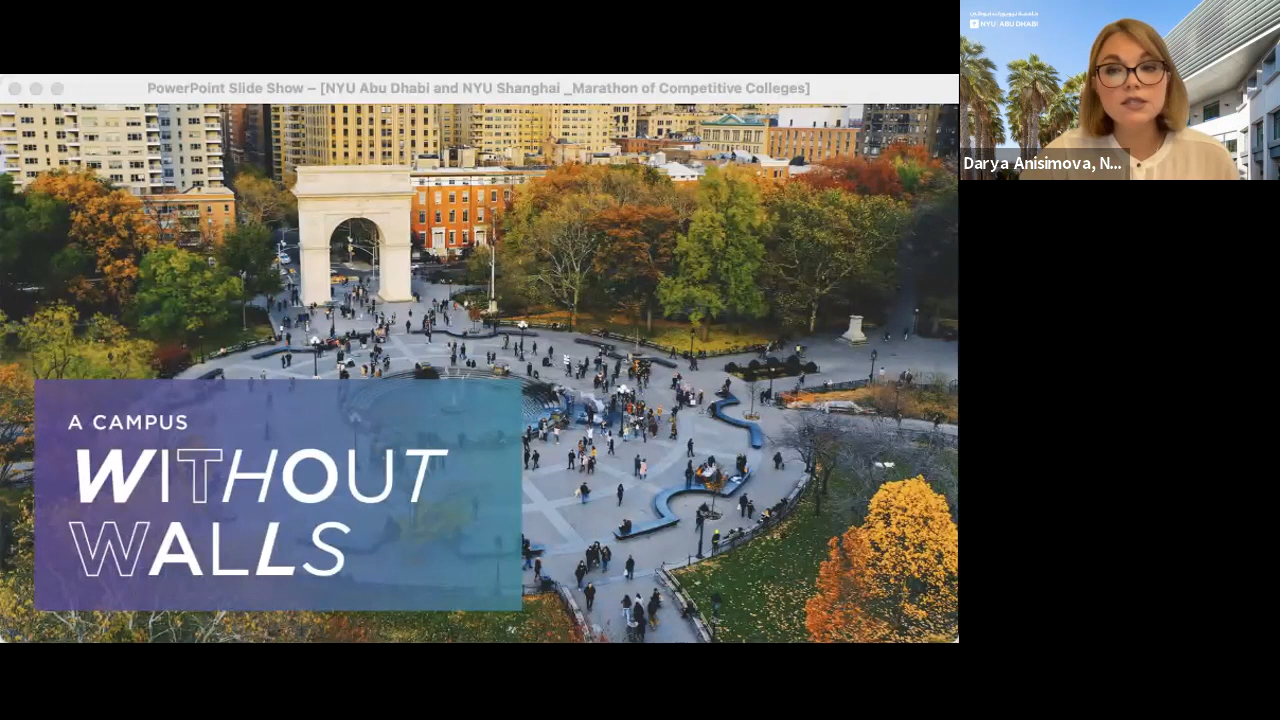 PowerPoint Slide Show – [NYU Abu Dhabi and NYU Shanghai _Marathon of Competitive Colleges]
A CAMPUS
WITHOUT
WALLS
NYU ABU DHABI
Darya Anisimova, N...